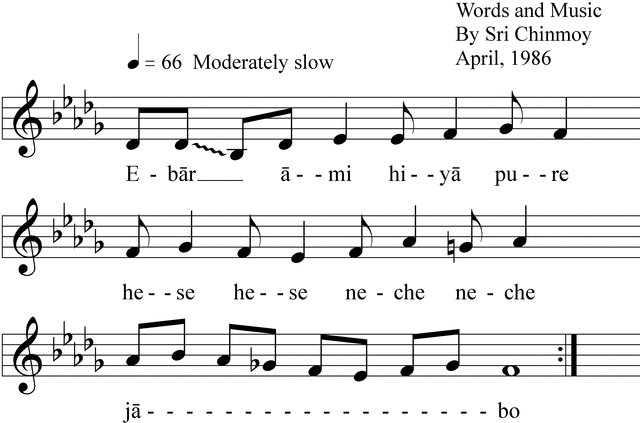 Words and Music
By Sri Chinmoy
April, 1986
= 66 Moderately slow
E - bār____ ā - - mi hi - yā pu - - re
he - - se he - - se ne - che ne - che
jā - - - - - - - - - - - - - - - - - - bo